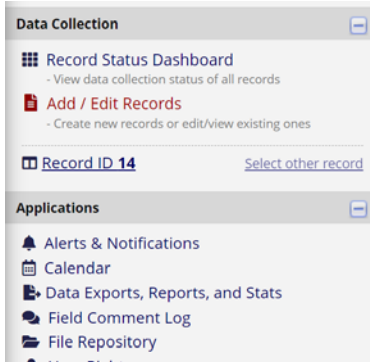 Data Collection
Record Status Dashboard
- View data collection status of all records
Add / Edit Records
- Create new records or edit/view existing ones
Record ID 14 Select other record
Applications
Alerts & Notifications
Calendar
Data Exports, Reports, and Stats
Field Comment Log
File Repository